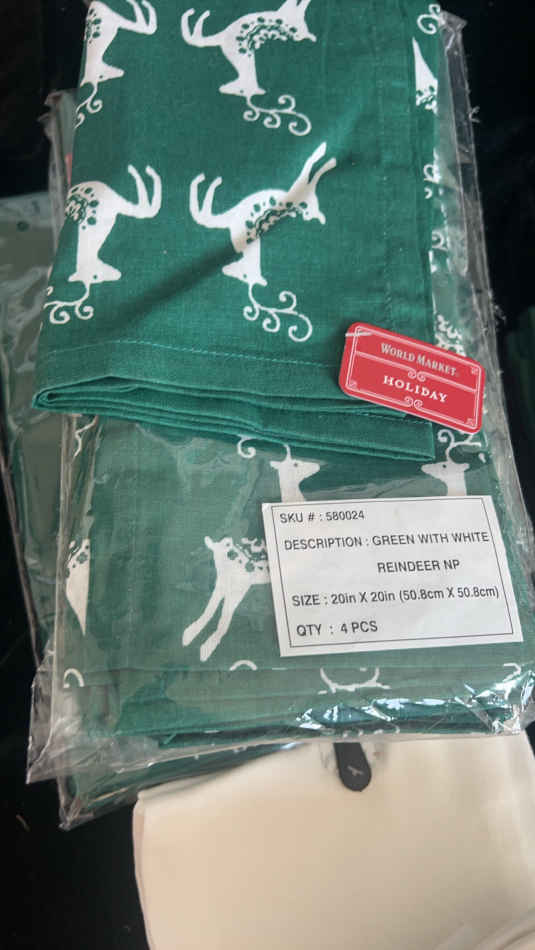 WORLD MARKET
HOLIDAY
SKU # : 580024
DESCRIPTION : GREEN WITH WHITE
REINDEER NP
SIZE : 20in X 20in (50.8cm X 50.8cm)
QTY : 4 PCS